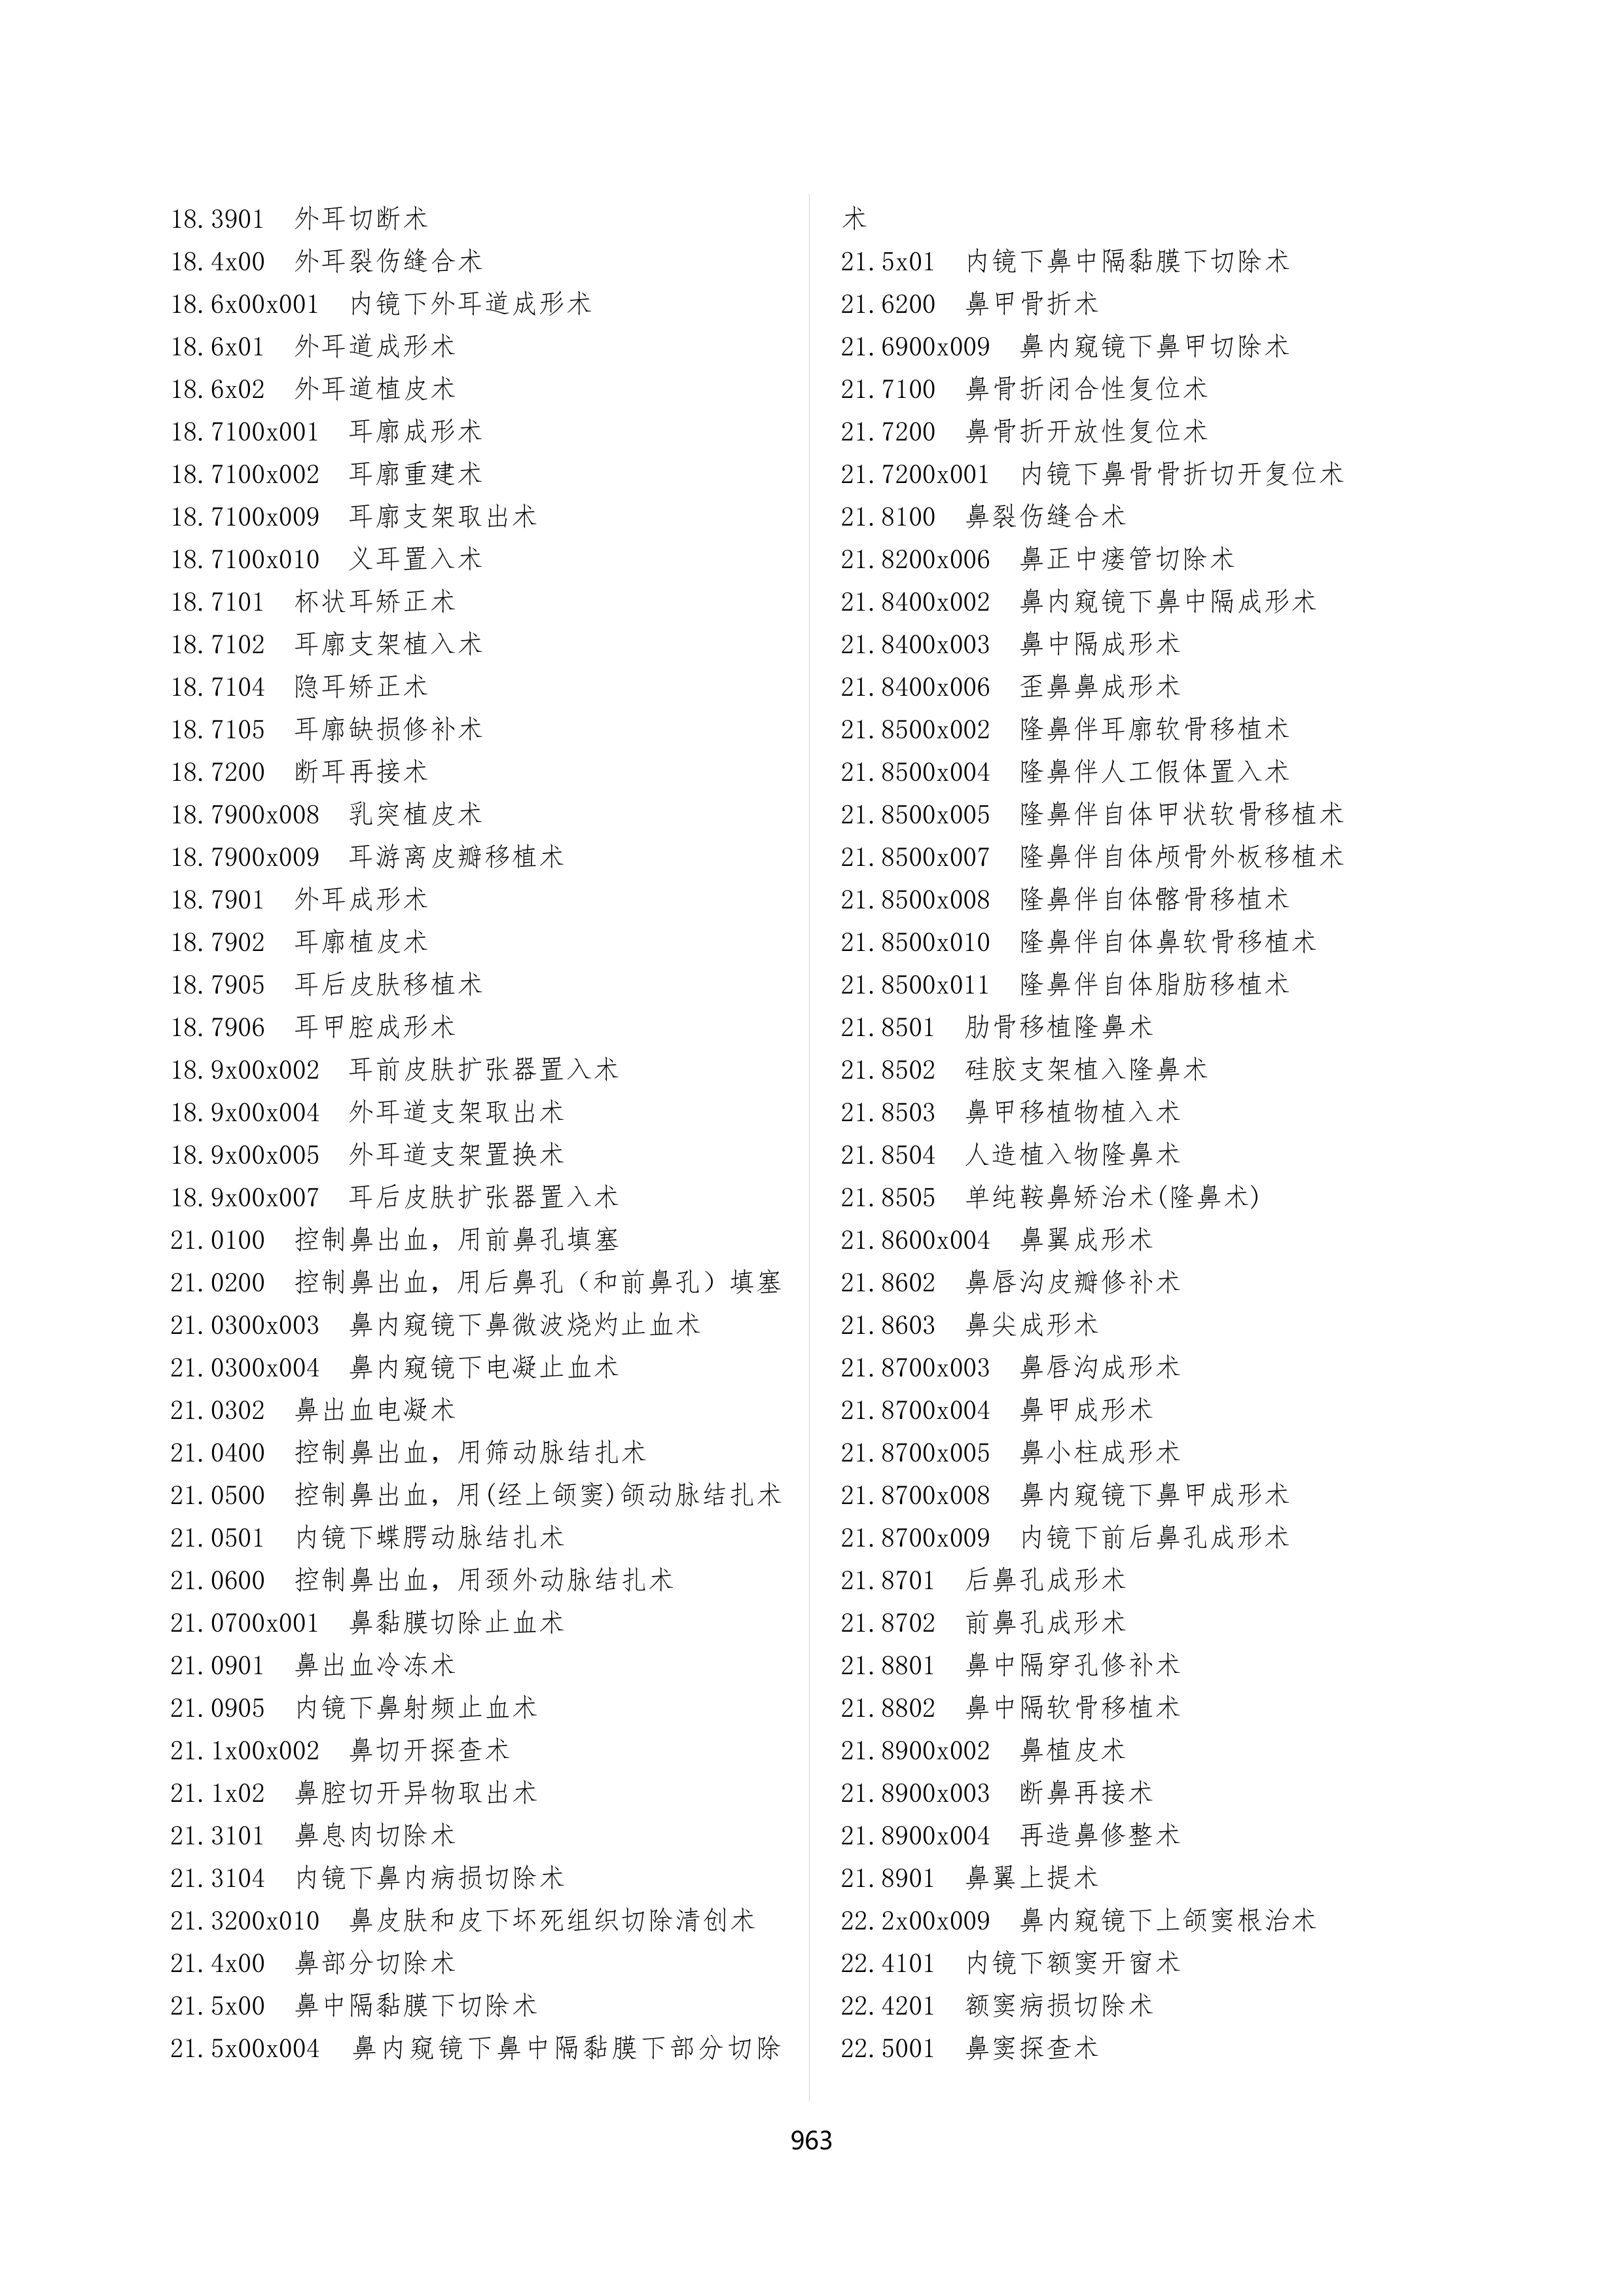 18.3901 外耳切断术
18.4x00 外耳裂伤缝合术
18.6x00x001 内镜下外耳道成形术
18.6x01 外耳道成形术
18.6x02 外耳道植皮术
18.7100x001 耳廓成形术
18.7100x002 耳廓重建术
18.7100x009 耳廓支架取出术
18.7100x010 义耳置入术
18.7101 杯状耳矫正术
18.7102 耳廓支架植入术
18.7104 隐耳矫正术
18.7105 耳廓缺损修补术
18.7200 断耳再接术
18.7900x008 乳突植皮术
18.7900x009 耳游离皮瓣移植术
18.7901 外耳成形术
18.7902 耳廓植皮术
18.7905 耳后皮肤移植术
18.7906 耳甲腔成形术
18.9x00x002 耳前皮肤扩张器置入术
18.9x00x004 外耳道支架取出术
18.9x00x005 外耳道支架置换术
18.9x00x007 耳后皮肤扩张器置入术
21.0100 控制鼻出血，用前鼻孔填塞
21.0200 控制鼻出血，用后鼻孔（和前鼻孔）填塞
21.0300x003 鼻内窥镜下鼻微波烧灼止血术
21.0300x004 鼻内窥镜下电凝止血术
21.0302 鼻出血电凝术
21.0400 控制鼻出血，用筛动脉结扎术
21.0500 控制鼻出血，用(经上颌窦)颌动脉结扎术
21.0501 内镜下蝶腭动脉结扎术
21.0600 控制鼻出血，用颈外动脉结扎术
21.0700x001 鼻黏膜切除止血术
21.0901 鼻出血冷冻术
21.0905 内镜下鼻射频止血术
21.1x00x002 鼻切开探查术
21.1x02 鼻腔切开异物取出术
21.3101 鼻息肉切除术
21.3104 内镜下鼻内病损切除术
21.3200x010 鼻皮肤和皮下坏死组织切除清创术
21.4x00 鼻部分切除术
21.5x00 鼻中隔黏膜下切除术
21.5x00x004 鼻内窥镜下鼻中隔黏膜下部分切除
术
21.5x01 内镜下鼻中隔黏膜下切除术
21.6200 鼻甲骨折术
21.6900x009 鼻内窥镜下鼻甲切除术
21.7100 鼻骨折闭合性复位术
21.7200 鼻骨折开放性复位术
21.7200x001 内镜下鼻骨骨折切开复位术
21.8100 鼻裂伤缝合术
21.8200x006 鼻正中瘘管切除术
21.8400x002 鼻内窥镜下鼻中隔成形术
21.8400x003 鼻中隔成形术
21.8400x006 歪鼻鼻成形术
21.8500x002 隆鼻伴耳廓软骨移植术
21.8500x004 隆鼻伴人工假体置入术
21.8500x005 隆鼻伴自体甲状软骨移植术
21.8500x007 隆鼻伴自体颅骨外板移植术
21.8500x008 隆鼻伴自体髂骨移植术
21.8500x010 隆鼻伴自体鼻软骨移植术
21.8500x011 隆鼻伴自体脂肪移植术
21.8501 肋骨移植隆鼻术
21.8502 硅胶支架植入隆鼻术
21.8503 鼻甲移植物植入术
21.8504 人造植入物隆鼻术
21.8505 单纯鞍鼻矫治术(隆鼻术)
21.8600x004 鼻翼成形术
21.8602 鼻唇沟皮瓣修补术
21.8603 鼻尖成形术
21.8700x003 鼻唇沟成形术
21.8700x004 鼻甲成形术
21.8700x005 鼻小柱成形术
21.8700x008 鼻内窥镜下鼻甲成形术
21.8700x009 内镜下前后鼻孔成形术
21.8701 后鼻孔成形术
21.8702 前鼻孔成形术
21.8801 鼻中隔穿孔修补术
21.8802 鼻中隔软骨移植术
21.8900x002 鼻植皮术
21.8900x003 断鼻再接术
21.8900x004 再造鼻修整术
21.8901 鼻翼上提术
22.2x00x009 鼻内窥镜下上颌窦根治术
22.4101 内镜下额窦开窗术
22.4201 额窦病损切除术
22.5001 鼻窦探查术
963